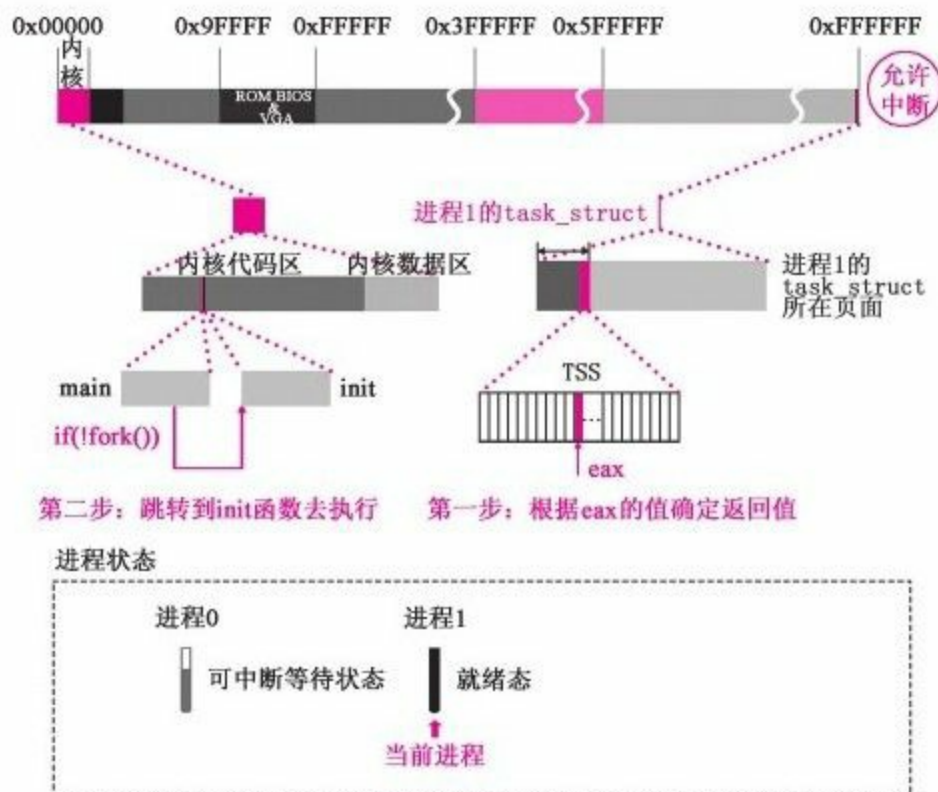 0x00000 0x9FFFF 0xFFFFF 0x3FFFFF 0x5FFFFF 0xFFFFFF
内核
ROM BIOS
&
VGA
允许
中断
进程1的task_struct
内核代码区 内核数据区
进程1的
task_struct
所在页面
main init
TSS
if(!fork())
eax
第二步：跳转到init函数去执行 第一步：根据eax的值确定返回值
进程状态
进程0 进程1
可中断等待状态 就绪态
当前进程